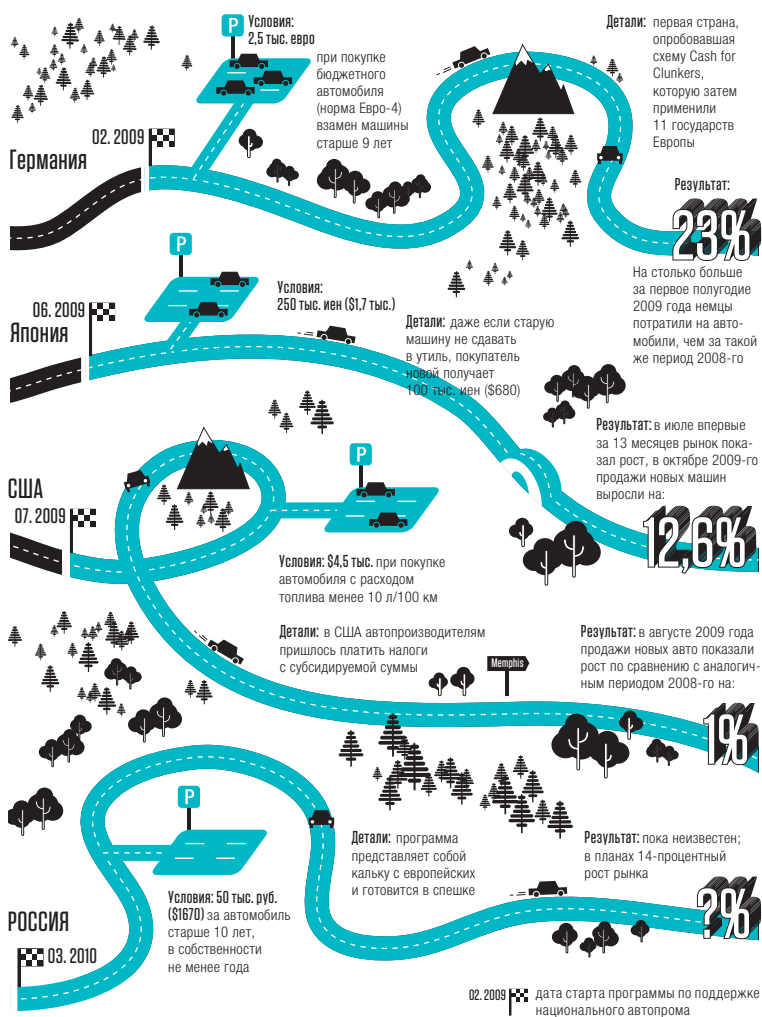 P
Условия:
2,5 тыс. евро
при покупке
бюджетного
автомобиля
(норма Евро-4)
взамен машины
старше 9 лет
Детали: первая страна,
опробовавшая
схему Cash for
Clunkers,
которую затем
применили
11 государств
Европы
02. 2009
Германия
Результат:
23%
На столько больше
за первое полугодие
2009 года немцы
потратили на авто-
мобили, чем за такой
же период 2008-го
P
06. 2009
Япония
Условия:
250 тыс. иен ($1,7 тыс.)
Детали: даже если старую
машину не сдавать
в утиль, покупатель
новой получает
100 тыс. иен ($680)
Результат: в июле впервые
за 13 месяцев рынок пока-
зал рост, в октябре 2009-го
продажи новых машин
выросли на:
12,6%
P
США
07. 2009
Условия: $4,5 тыс. при покупке
автомобиля с расходом
топлива менее 10 л/100 км
Детали: в США автопроизводителям
пришлось платить налоги
с субсидируемой суммы
Memphis
Результат: в августе 2009 года
продажи новых авто показали
рост по сравнению с аналогич-
ным периодом 2008-го на:
1%
P
РОССИЯ
03. 2010
Условия: 50 тыс. руб.
($1670) за автомобиль
старше 10 лет,
в собственности
не менее года
Детали: программа
представляет собой
кальку с европейских
и готовится в спешке
Результат: пока неизвестен;
в планах 14-процентный
рост рынка
?%
02. 2009 дата старта программы по поддержке
национального автопрома